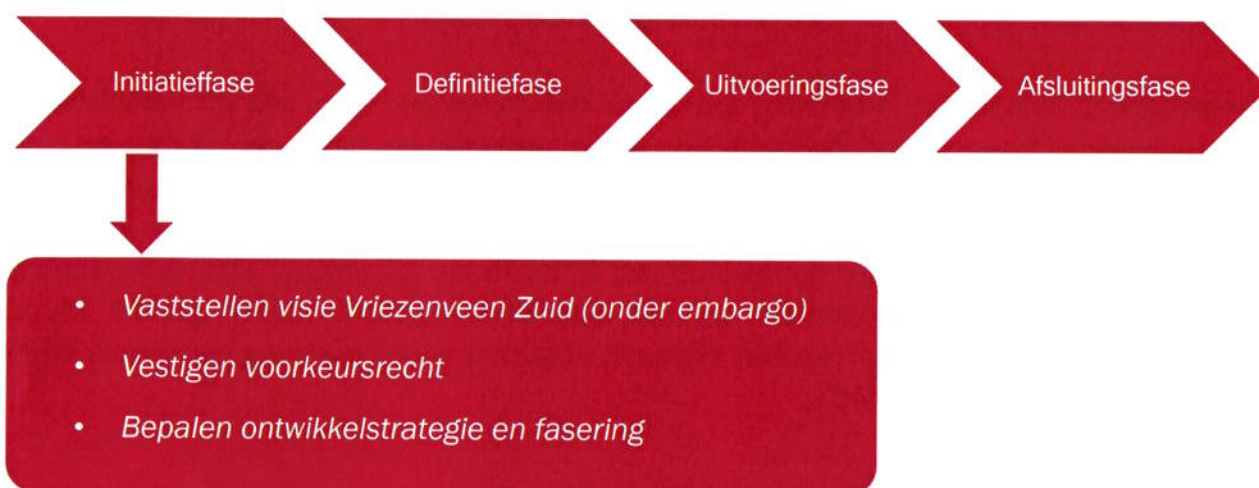 Initiatieffase
Definitiefase
Uitvoeringsfase
Afsluitingsfase
• Vaststellen visie Vriezenveen Zuid (onder embargo)
• Vestigen voorkeursrecht
• Bepalen ontwikkelstrategie en fasering